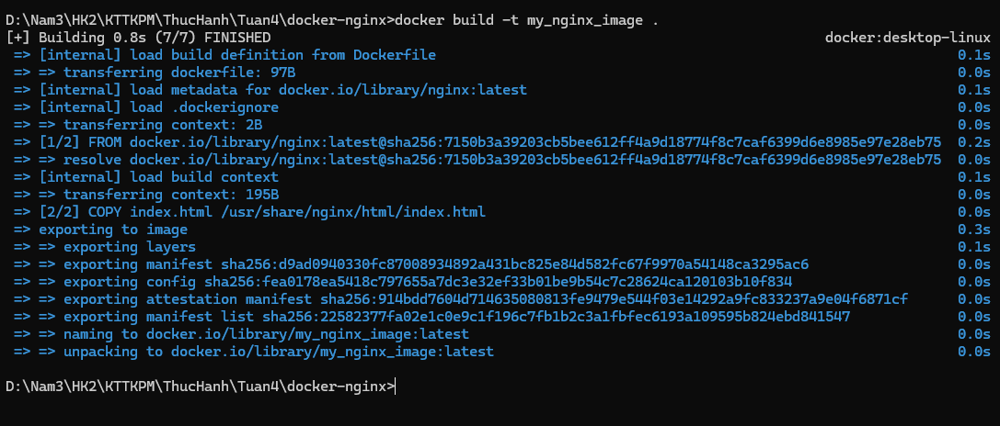 D:\Nam3\HK2\KTTKPM\ThucHanh\Tuan4\docker-nginx>docker build -t my_nginx_image .
[+] Building 0.8s (7/7) FINISHED docker:desktop-linux
=> [internal] load build definition from Dockerfile 0.1s
=> => transferring dockerfile: 97B 0.0s
=> [internal] load metadata for docker.io/library/nginx:latest 0.1s
=> [internal] load .dockerignore 0.0s
=> => transferring context: 2B 0.0s
=> [1/2] FROM docker.io/library/nginx:latest@sha256:7150b3a39203cb5bee612ff4a9d18774f8c7caf6399d6e8985e97e28eb75 0.2s
=> => resolve docker.io/library/nginx:latest@sha256:7150b3a39203cb5bee612ff4a9d18774f8c7caf6399d6e8985e97e28eb75 0.0s
=> [internal] load build context 0.1s
=> => transferring context: 195B 0.0s
=> [2/2] COPY index.html /usr/share/nginx/html/index.html 0.0s
=> exporting to image 0.3s
=> => exporting layers 0.1s
=> => exporting manifest sha256:d9ad0940330fc87008934892a431bc825e84d582fc67f9970a54148ca3295ac6 0.0s
=> => exporting config sha256:fea0178ea5418c797655a7dc3e32ef33b01be9b54c7c28624ca120103b10f834 0.0s
=> => exporting attestation manifest sha256:914bdd7604d714635080813fe9479e544f03e14292a9fc833237a9e04f6871cf 0.0s
=> => exporting manifest list sha256:22582377fa02e1c0e9c1f196c7fb1b2c3a1fbfec6193a109595b824ebd841547 0.0s
=> => naming to docker.io/library/my_nginx_image:latest 0.0s
=> => unpacking to docker.io/library/my_nginx_image:latest 0.0s
D:\Nam3\HK2\KTTKPM\ThucHanh\Tuan4\docker-nginx>